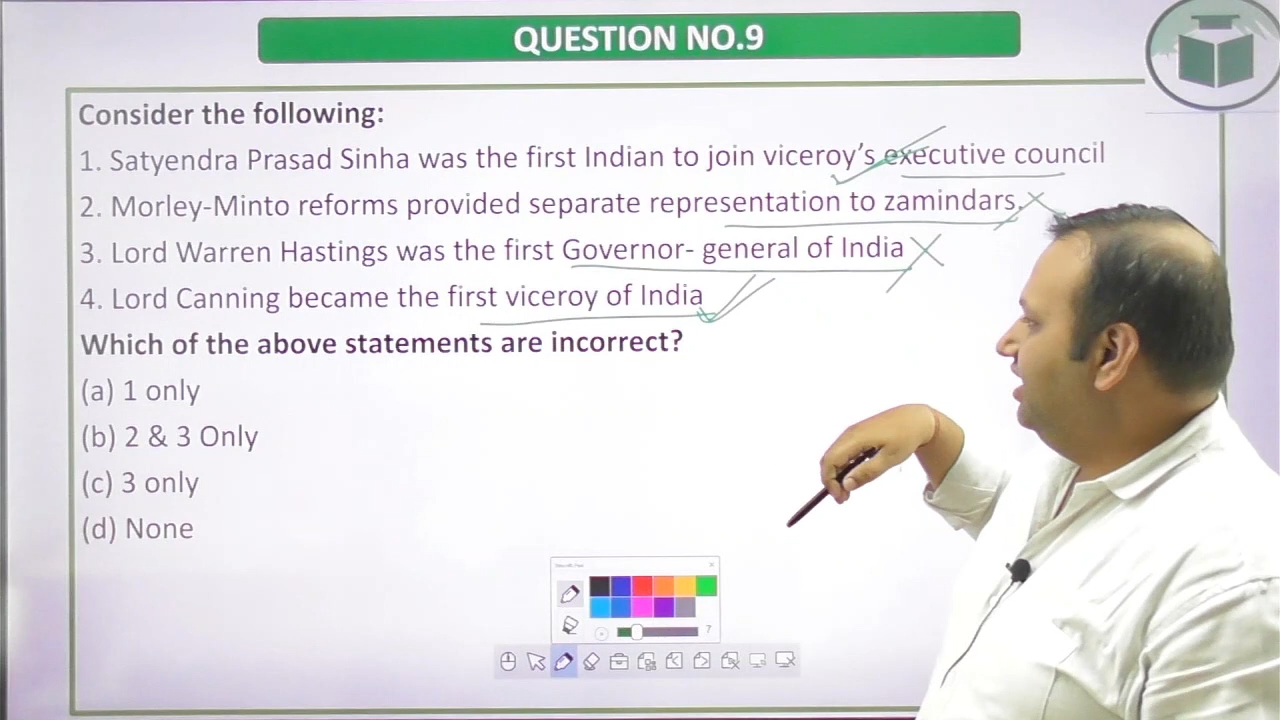 QUESTION NO.9
Consider the following:
1. Satyendra Prasad Sinha was the first Indian to join viceroy’s executive council
2. Morley-Minto reforms provided separate representation to zamindars.
3. Lord Warren Hastings was the first Governor- general of India
4. Lord Canning became the first viceroy of India
Which of the above statements are incorrect?
(a) 1 only
(b) 2 & 3 Only
(c) 3 only
(d) None
7